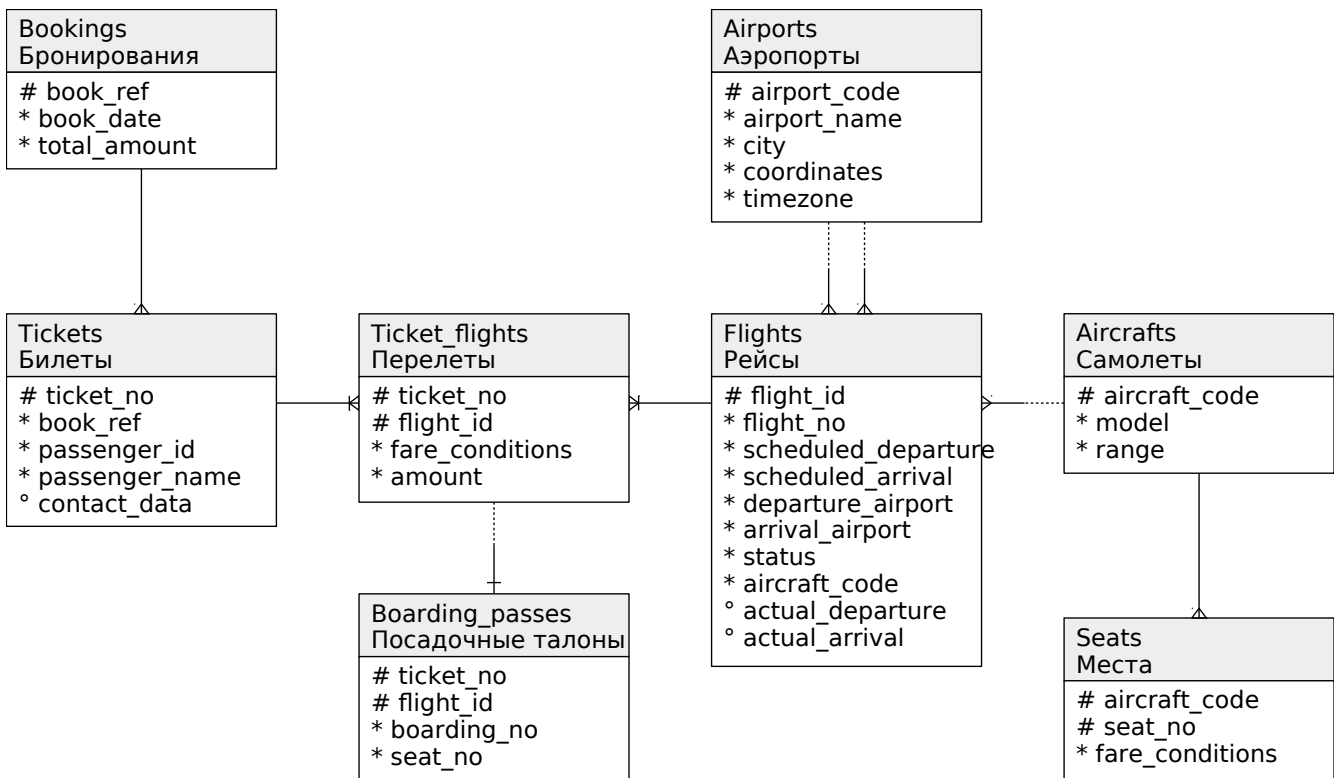 Bookings
Бронирования
# book_ref
* book_date
* total_amount
Airports
Аэропорты
# airport_code
* airport_name
* city
* coordinates
* timezone
Tickets
Билеты
# ticket_no
* book_ref
* passenger_id
* passenger_name
° contact_data
Ticket_flights
Перелеты
# ticket_no
# flight_id
* fare_conditions
* amount
Flights
Рейсы
# flight_id
* flight_no
* scheduled_departure
* scheduled_arrival
* departure_airport
* arrival_airport
* status
* aircraft_code
° actual_departure
° actual_arrival
Aircrafts
Самолеты
# aircraft_code
* model
* range
Boarding_passes
Посадочные талоны
# ticket_no
# flight_id
* boarding_no
* seat_no
Seats
Места
# aircraft_code
# seat_no
* fare_conditions